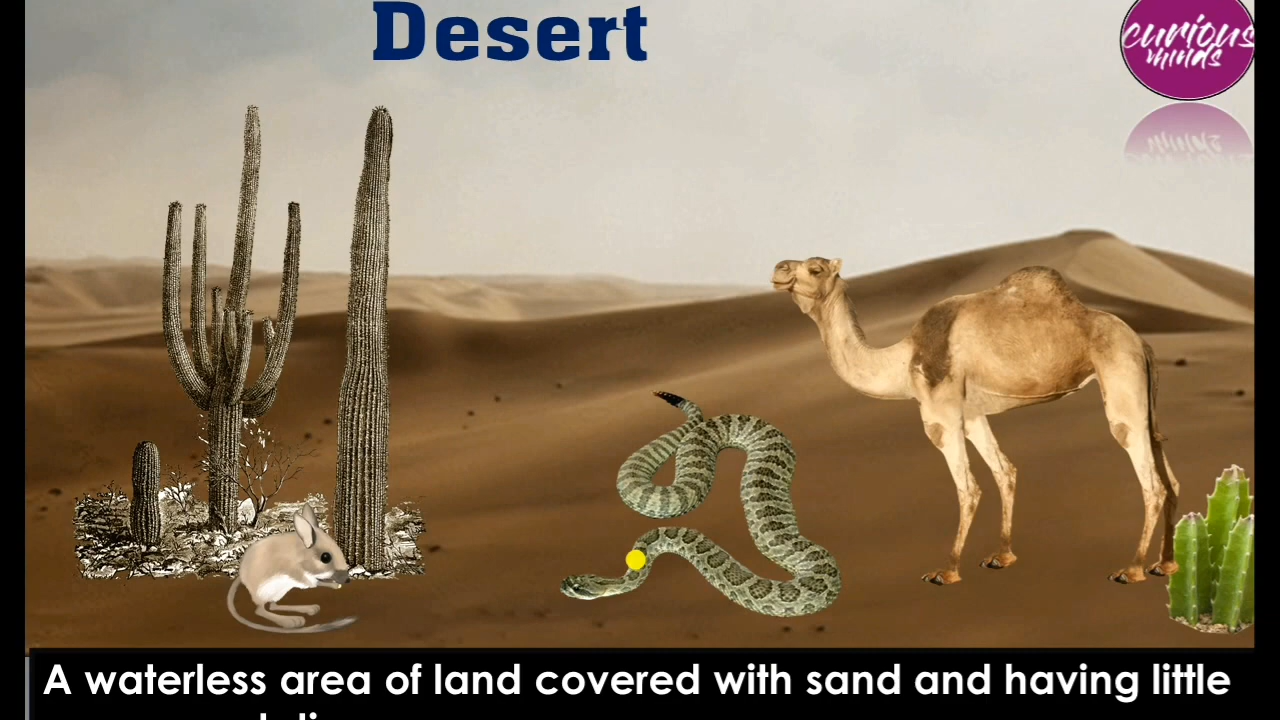 Desert
curious
minds
A waterless area of land covered with sand and having little